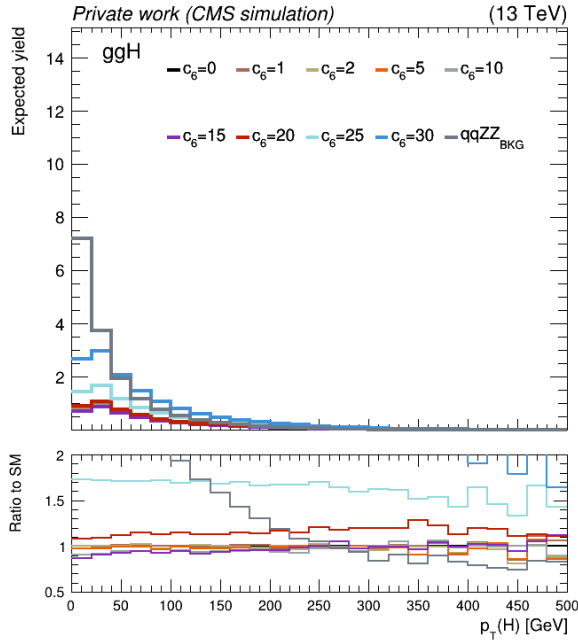 Private work (CMS simulation) (13 TeV)
ggH
c₆=0 c₆=1 c₆=2 c₆=5 c₆=10
c₆=15 c₆=20 c₆=25 c₆=30 qqZZ_BKG
Expected yield
14
12
10
8
6
4
2
Ratio to SM
2
1.5
1
0.5
0 50 100 150 200 250 300 350 400 450 500
p_T(H) [GeV]